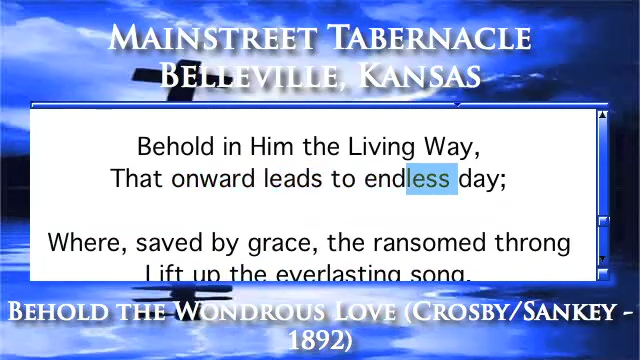 Mainstreet Tabernacle
Belleville, Kansas
Behold in Him the Living Way,
That onward leads to endless day;
Where, saved by grace, the ransomed throng
Lift up the everlasting song.
Behold the Wondrous Love (Crosby/Sankey -
1892)